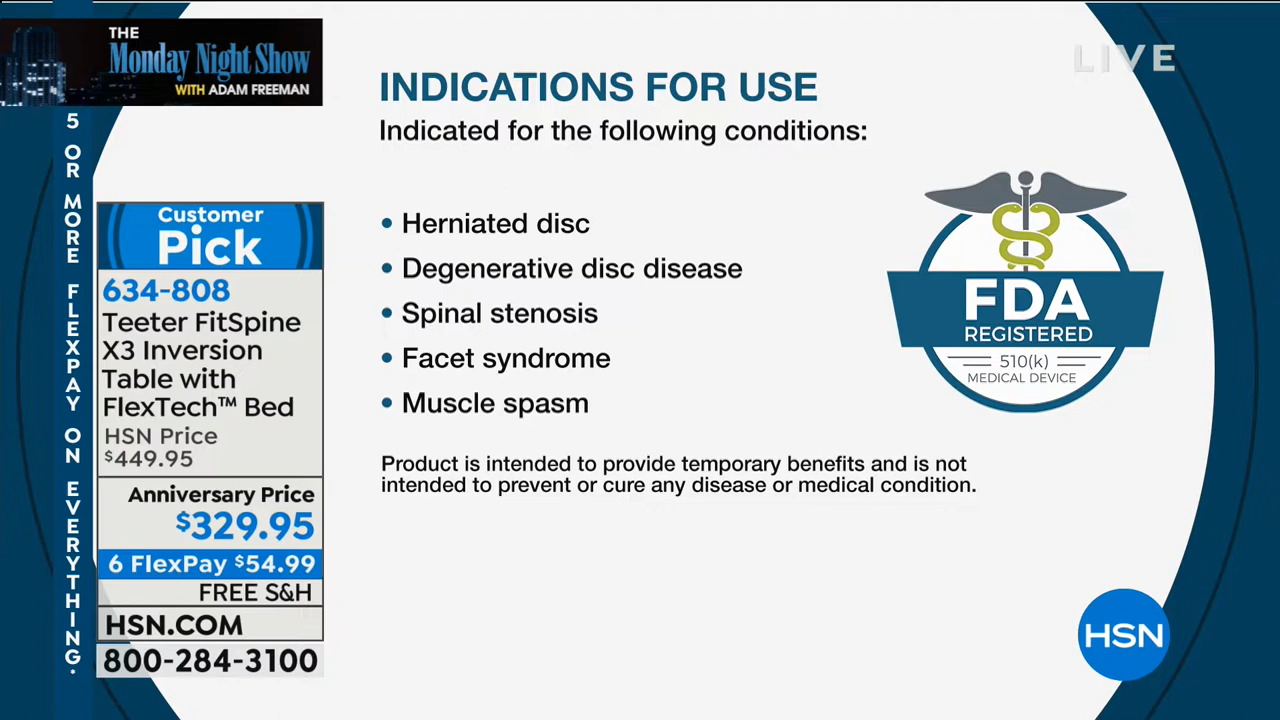 THE
Monday Night Show
WITH ADAM FREEMAN
5 OR MORE FLEXPAY ON EVERYTHING.
Customer
Pick
634-808
Teeter FitSpine
X3 Inversion
Table with
FlexTech™ Bed
HSN Price
$449.95
Anniversary Price
$329.95
6 FlexPay $54.99
FREE S&H
HSN.COM
800-284-3100
INDICATIONS FOR USE
Indicated for the following conditions:
• Herniated disc
• Degenerative disc disease
• Spinal stenosis
• Facet syndrome
• Muscle spasm
Product is intended to provide temporary benefits and is not
intended to prevent or cure any disease or medical condition.
LIVE
FDA
REGISTERED
510(k)
MEDICAL DEVICE
HSN